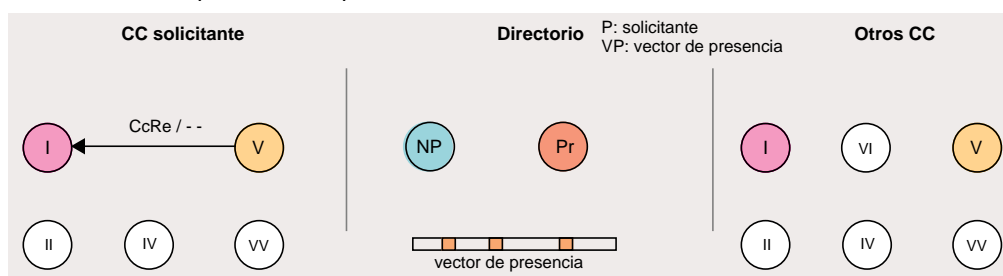 CC solicitante
Directorio
P: solicitante
VP: vector de presencia
Otros CC
CcRe / - -
I
V
NP
Pr
I
VI
V
II
IV
VV
vector de presencia
II
IV
VV